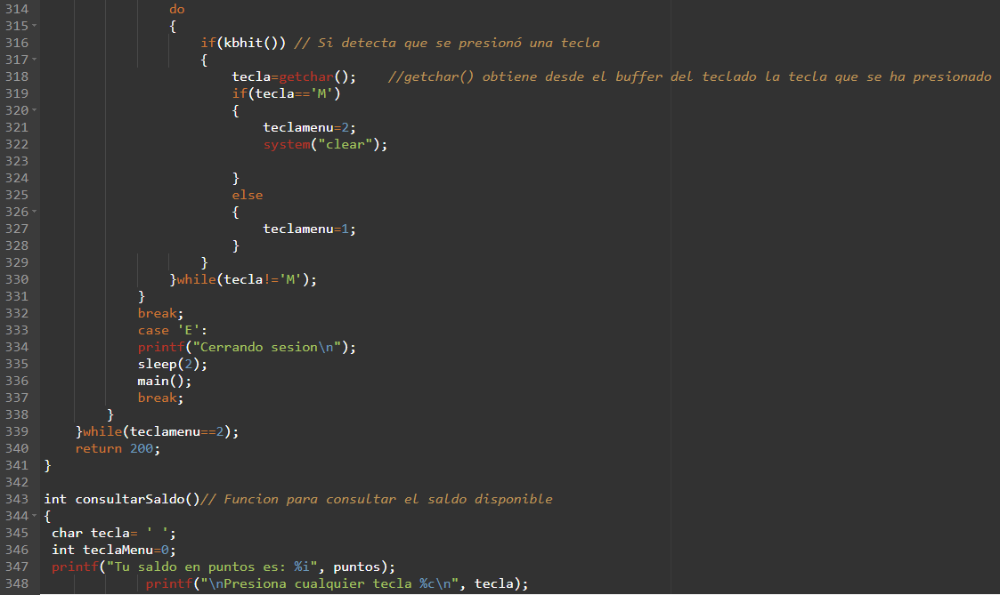 314 do
315 {
316 if(kbhit()) // Si detecta que se presionó una tecla
317 {
318 tecla=getchar(); //getchar() obtiene desde el buffer del teclado la tecla que se ha presionado
319 if(tecla=='M')
320 {
321 teclamenu=2;
322 system("clear");
323
324 }
325 else
326 {
327 teclamenu=1;
328 }
329 }
330 }while(tecla!='M');
331 }
332 break;
333 case 'E':
334 printf("Cerrando sesion\n");
335 sleep(2);
336 main();
337 break;
338 }
339 }while(teclamenu==2);
340 return 200;
341 }
342
343 int consultarSaldo()// Funcion para consultar el saldo disponible
344 {
345 char tecla= ' ';
346 int teclaMenu=0;
347 printf("Tu saldo en puntos es: %i", puntos);
348 printf("\nPresiona cualquier tecla %c\n", tecla);